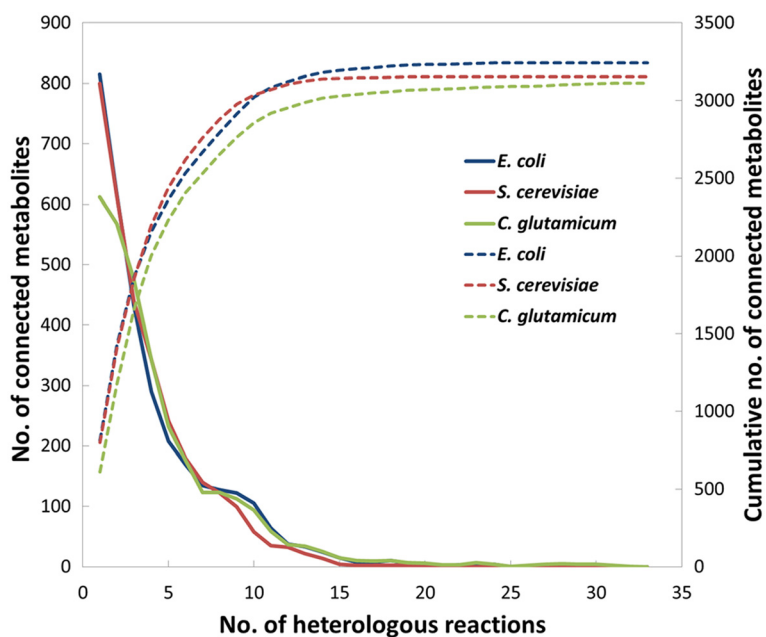 900
800
700
600
500
400
300
200
100
0
No. of connected metabolites
3500
3000
2500
2000
1500
1000
500
0
Cumulative no. of connected metabolites
E. coli
S. cerevisiae
C. glutamicum
E. coli
S. cerevisiae
C. glutamicum
0 5 10 15 20 25 30 35
No. of heterologous reactions